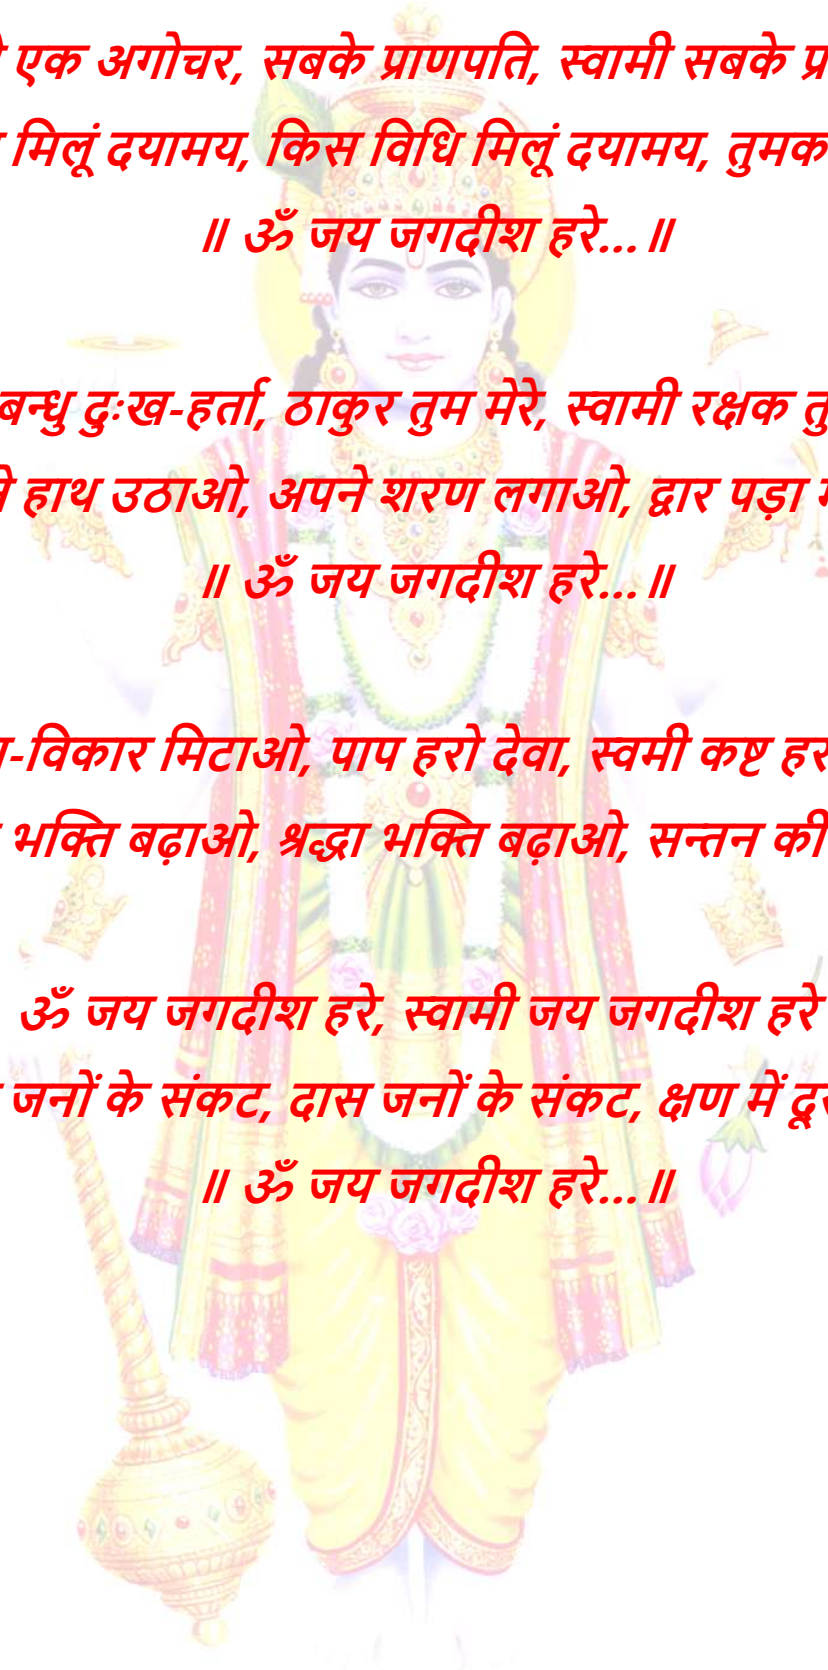 एक अगोचर, सबके प्राणपति, स्वामी सबके
मिलूं दयामय, किस विधि मिलूं दयामय,
॥ ॐ जय जगदीश हरे...॥
बन्धु दुःख-हर्ता, ठाकुर तुम मेरे, स्वामी रक्षक
हाथ उठाओ, अपने शरण लगाओ, द्वार पड़ा
॥ ॐ जय जगदीश हरे...॥
-विकार मिटाओ, पाप हरो देवा, स्वमी कष्ट
भक्ति बढ़ाओ, श्रद्धा भक्ति बढ़ाओ, सन्तन की
ॐ जय जगदीश हरे, स्वामी जय जगदीश हरे
जनों के संकट, दास जनों के संकट, क्षण में
॥ ॐ जय जगदीश हरे...॥